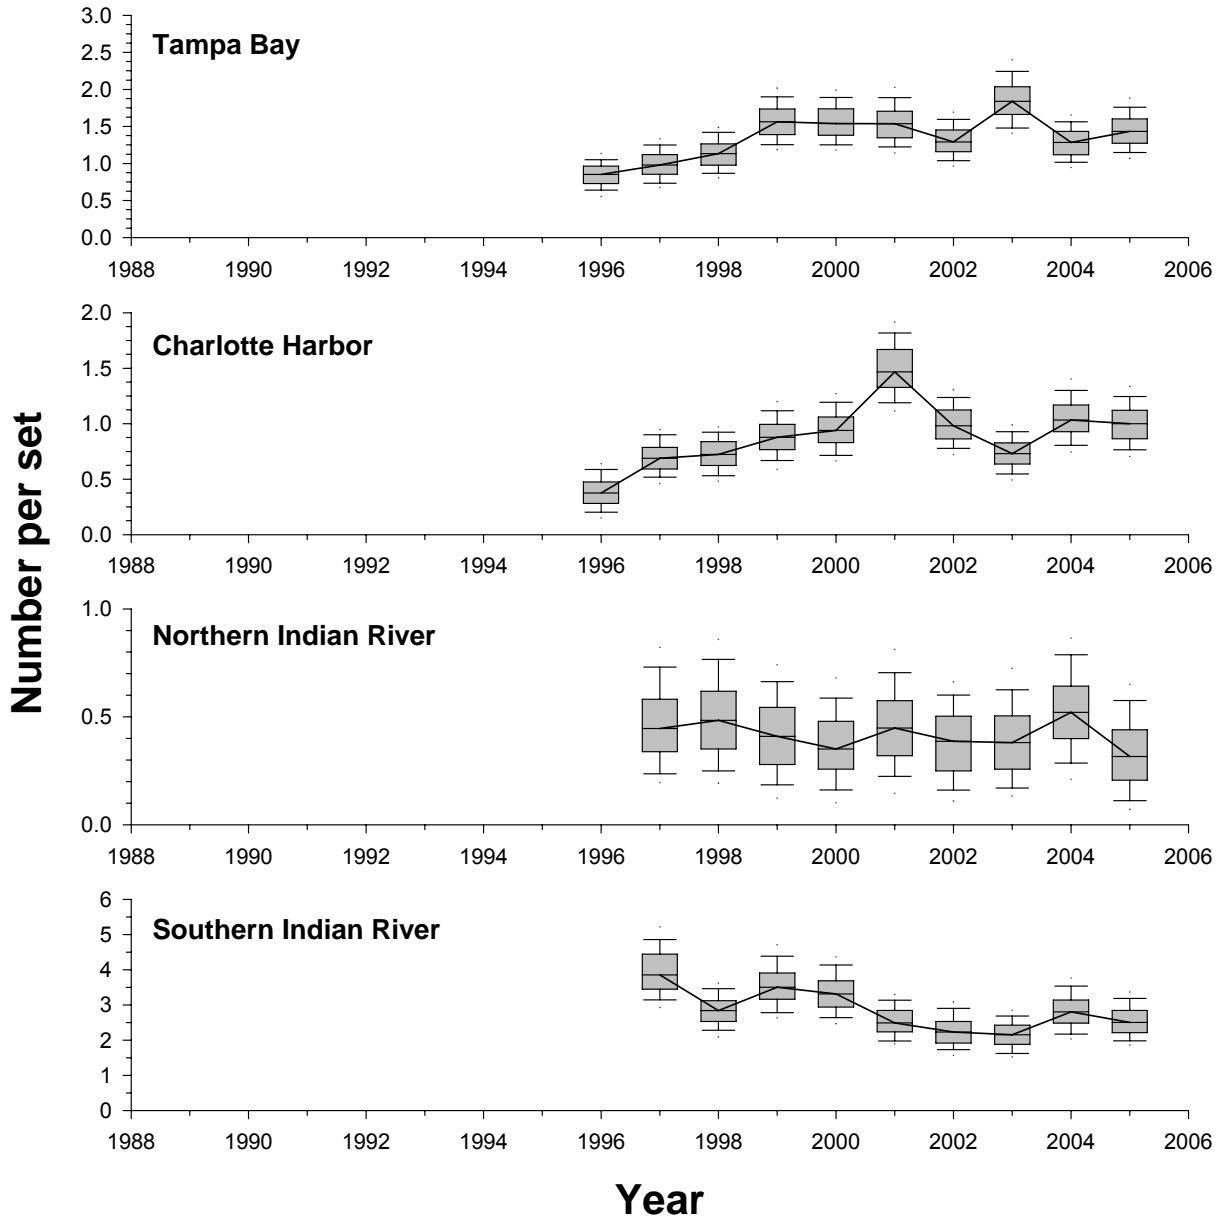 Number per set
Tampa Bay
3.0
2.5
2.0
1.5
1.0
0.5
0.0
1988 1990 1992 1994 1996 1998 2000 2002 2004 2006
Charlotte Harbor
2.0
1.5
1.0
0.5
0.0
1988 1990 1992 1994 1996 1998 2000 2002 2004 2006
Northern Indian River
1.0
0.5
0.0
1988 1990 1992 1994 1996 1998 2000 2002 2004 2006
Southern Indian River
6
5
4
3
2
1
0
1988 1990 1992 1994 1996 1998 2000 2002 2004 2006
Year